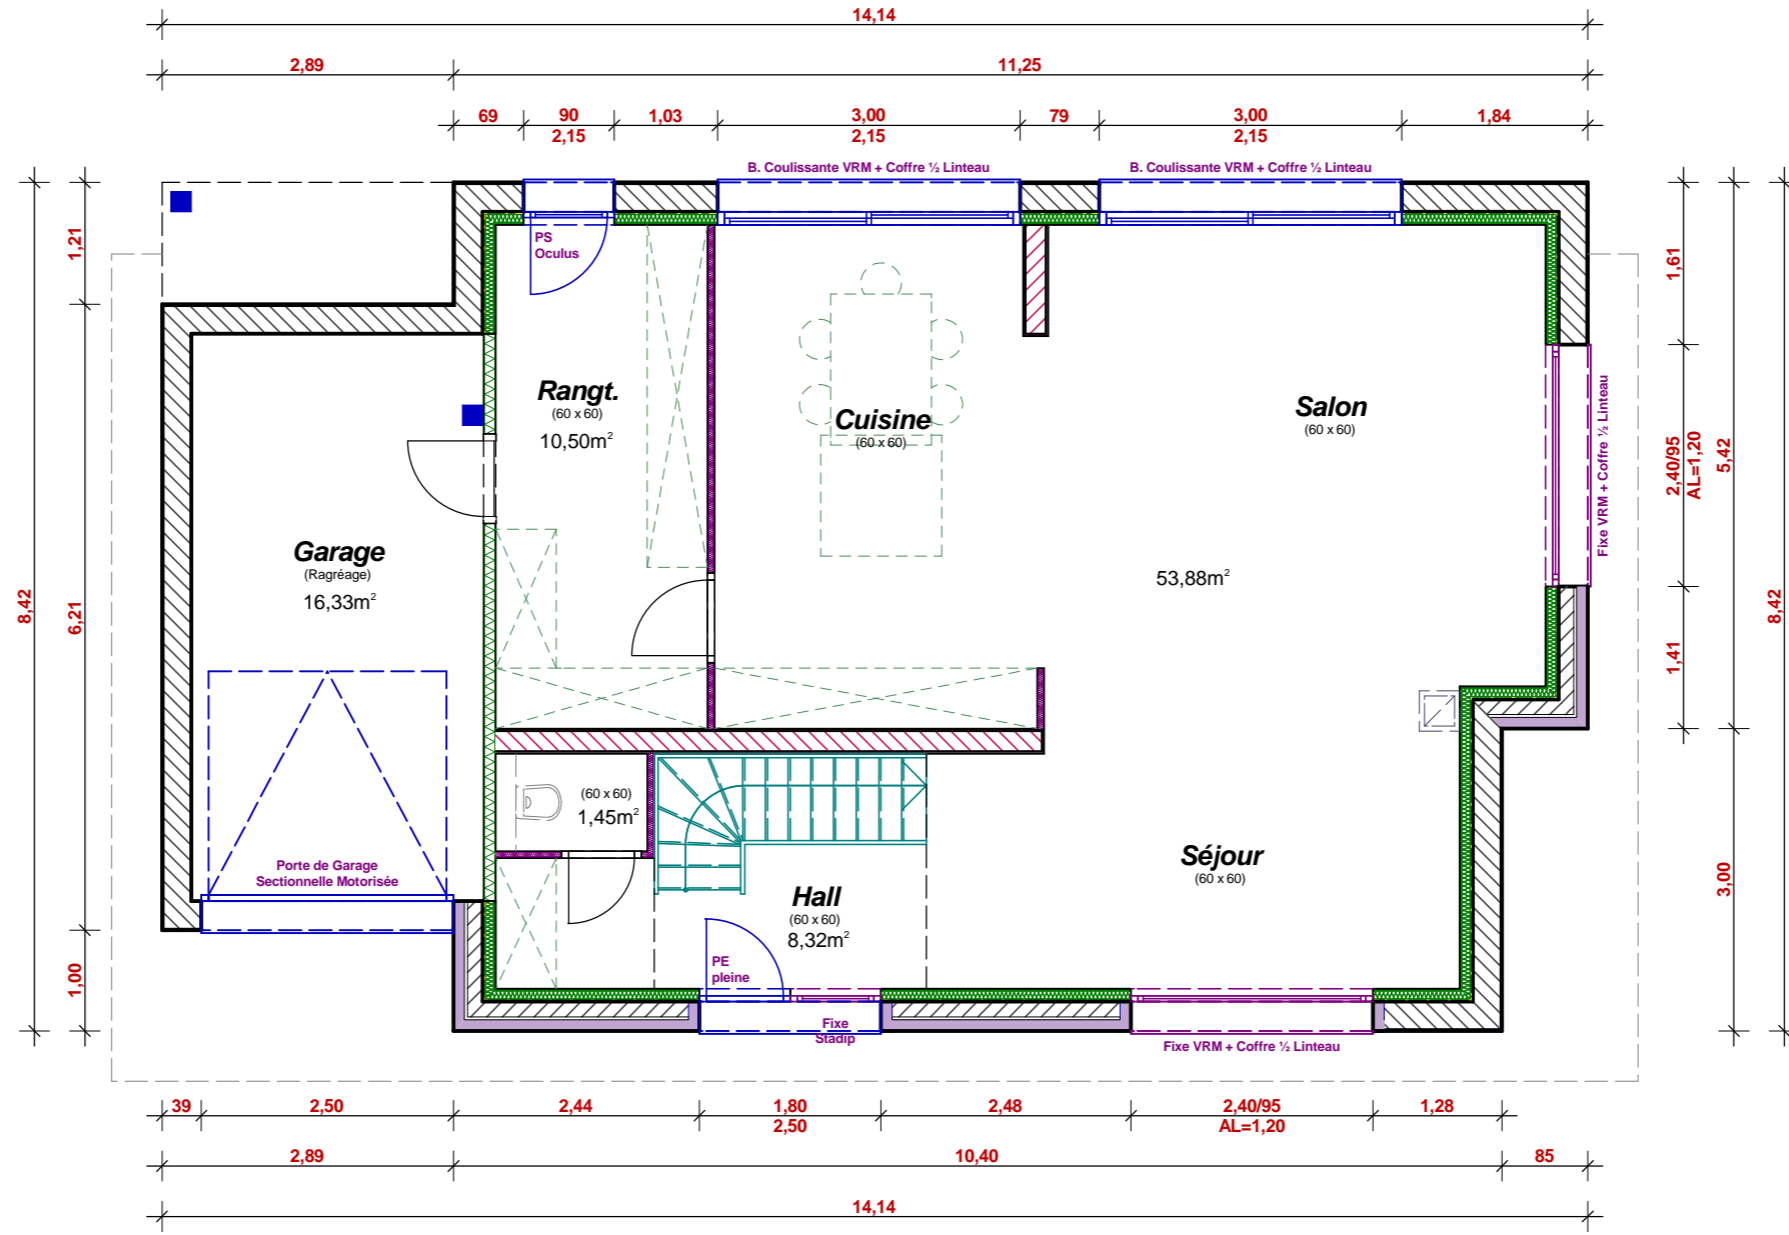 14,14
2,89
11,25
69
90
1,03
3,00
79
3,00
1,84
2,15
2,15
2,15
B. Coulissante VRM + Coffre ½ Linteau
B. Coulissante VRM + Coffre ½ Linteau
PS
Oculus
1,21
1,61
8,42
6,21
1,00
Rangt.
(60 x 60)
10,50m²
Cuisine
(60 x 60)
Salon
(60 x 60)
53,88m²
Fixe VRM + Coffre ½ Linteau
2,40/95
AL=1,20
5,42
8,42
1,41
3,00
Garage
(Ragréage)
16,33m²
Porte de Garage
Sectionnelle Motorisée
(60 x 60)
1,45m²
Hall
(60 x 60)
8,32m²
Séjour
(60 x 60)
PE
pleine
Fixe
Stadip
Fixe VRM + Coffre ½ Linteau
39
2,50
2,44
1,80
2,48
2,40/95
1,28
2,50
AL=1,20
2,89
10,40
85
14,14